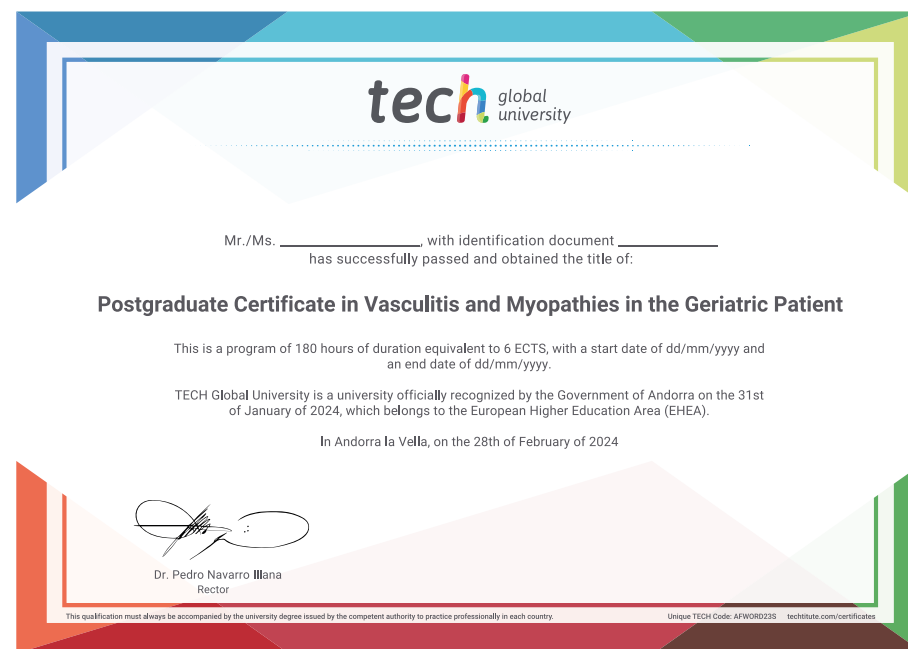 tech global university
Mr./Ms. ____________, with identification document ____________
has successfully passed and obtained the title of:
Postgraduate Certificate in Vasculitis and Myopathies in the Geriatric Patient
This is a program of 180 hours of duration equivalent to 6 ECTS, with a start date of dd/mm/yyyy and
an end date of dd/mm/yyyy.
TECH Global University is a university officially recognized by the Government of Andorra on the 31st
of January of 2024, which belongs to the European Higher Education Area (EHEA).
In Andorra la Vella, on the 28th of February of 2024
Dr. Pedro Navarro Illana
Rector
This qualification must always be accompanied by the university degree issued by the competent authority to practice professionally in each country.
Unique TECH Code: AFWORD23S techtitute.com/certificates